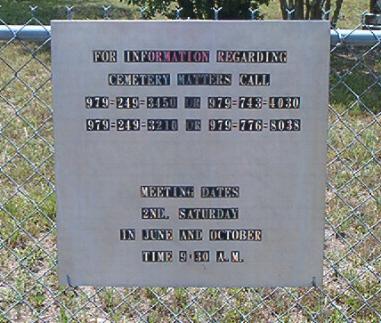 FOR INFORMATION REGARDING
CEMETERY MATTERS CALL
979-249-3450 OR 979-743-4030
979-249-3210 OR 979-776-8038
MEETING DATES
2ND. SATURDAY
IN JUNE AND OCTOBER
TIME 9:30 A.M.